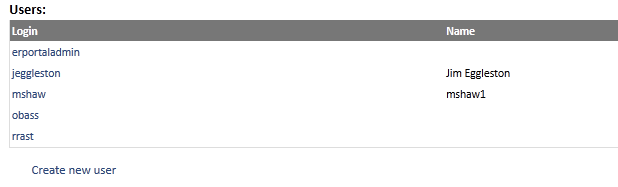 Users:
Login Name
erportaladmin
jeggleston Jim Eggleston
mshaw mshaw1
obass
rrast
Create new user